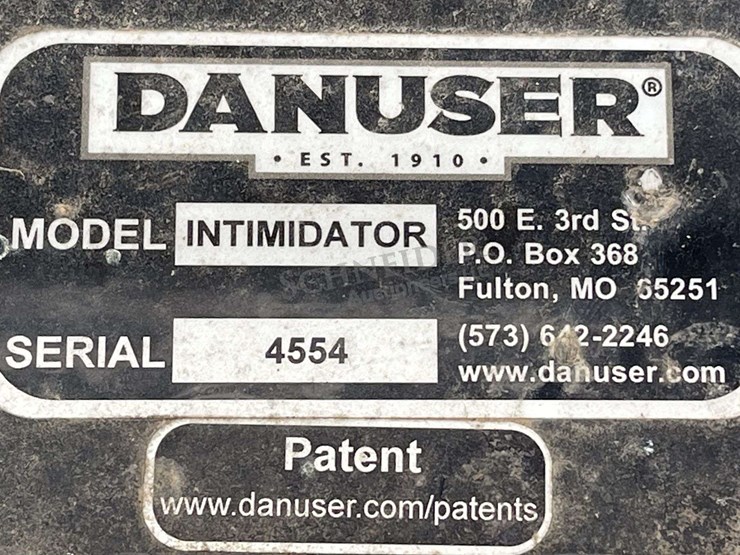 DANUSER®
• EST. 1910 •
MODEL INTIMIDATOR
500 E. 3rd St.
P.O. Box 368
Fulton, MO 65251
SERIAL 4554
(573) 642-2246
www.danuser.com
Patent
www.danuser.com/patents